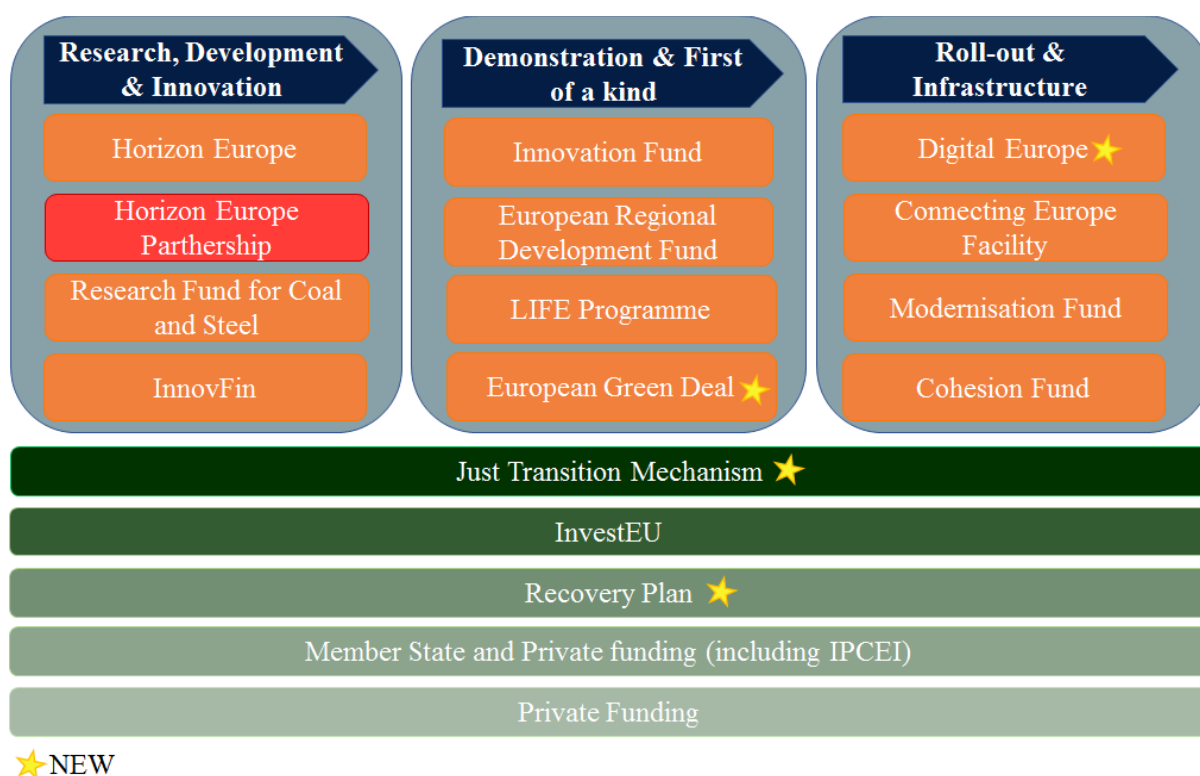 Research, Development
& Innovation
Horizon Europe
Horizon Europe
Parthership
Research Fund for Coal
and Steel
InnovFin
Demonstration & First
of a kind
Innovation Fund
European Regional
Development Fund
LIFE Programme
European Green Deal
Roll-out &
Infrastructure
Digital Europe
Connecting Europe
Facility
Modernisation Fund
Cohesion Fund
Just Transition Mechanism
InvestEU
Recovery Plan
Member State and Private funding (including IPCEI)
Private Funding
NEW